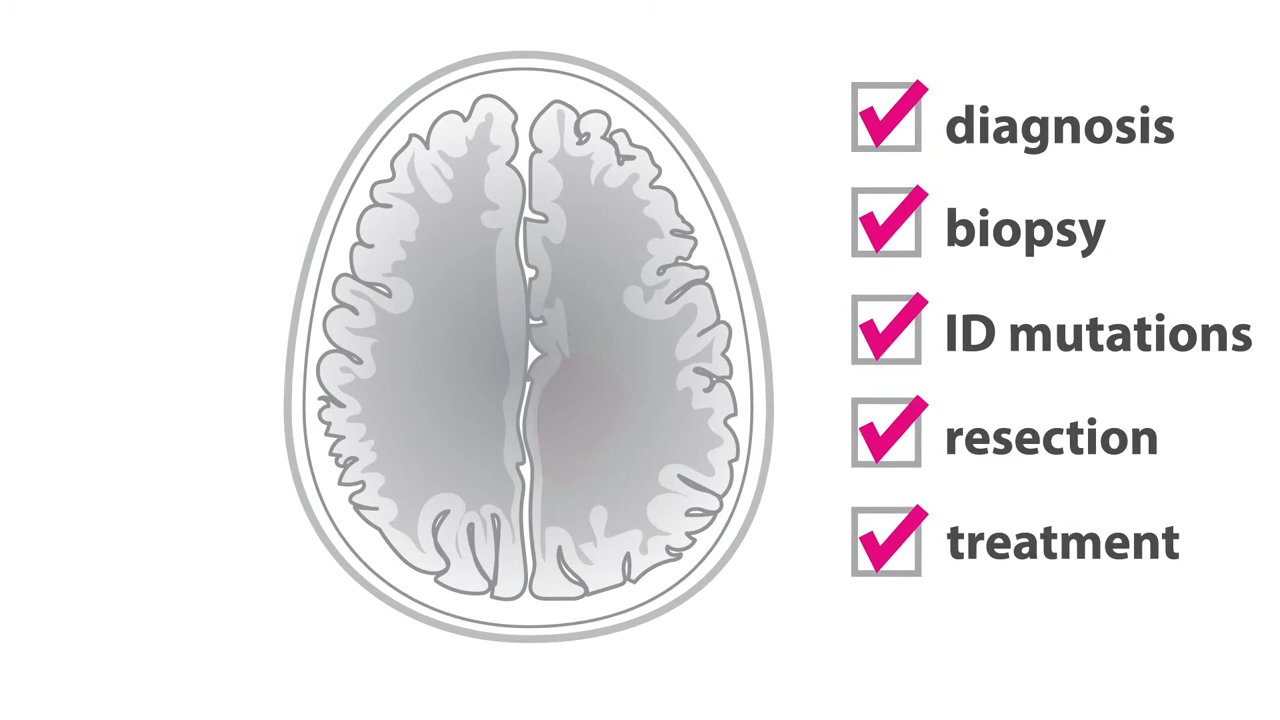 diagnosis
biopsy
ID mutations
resection
treatment